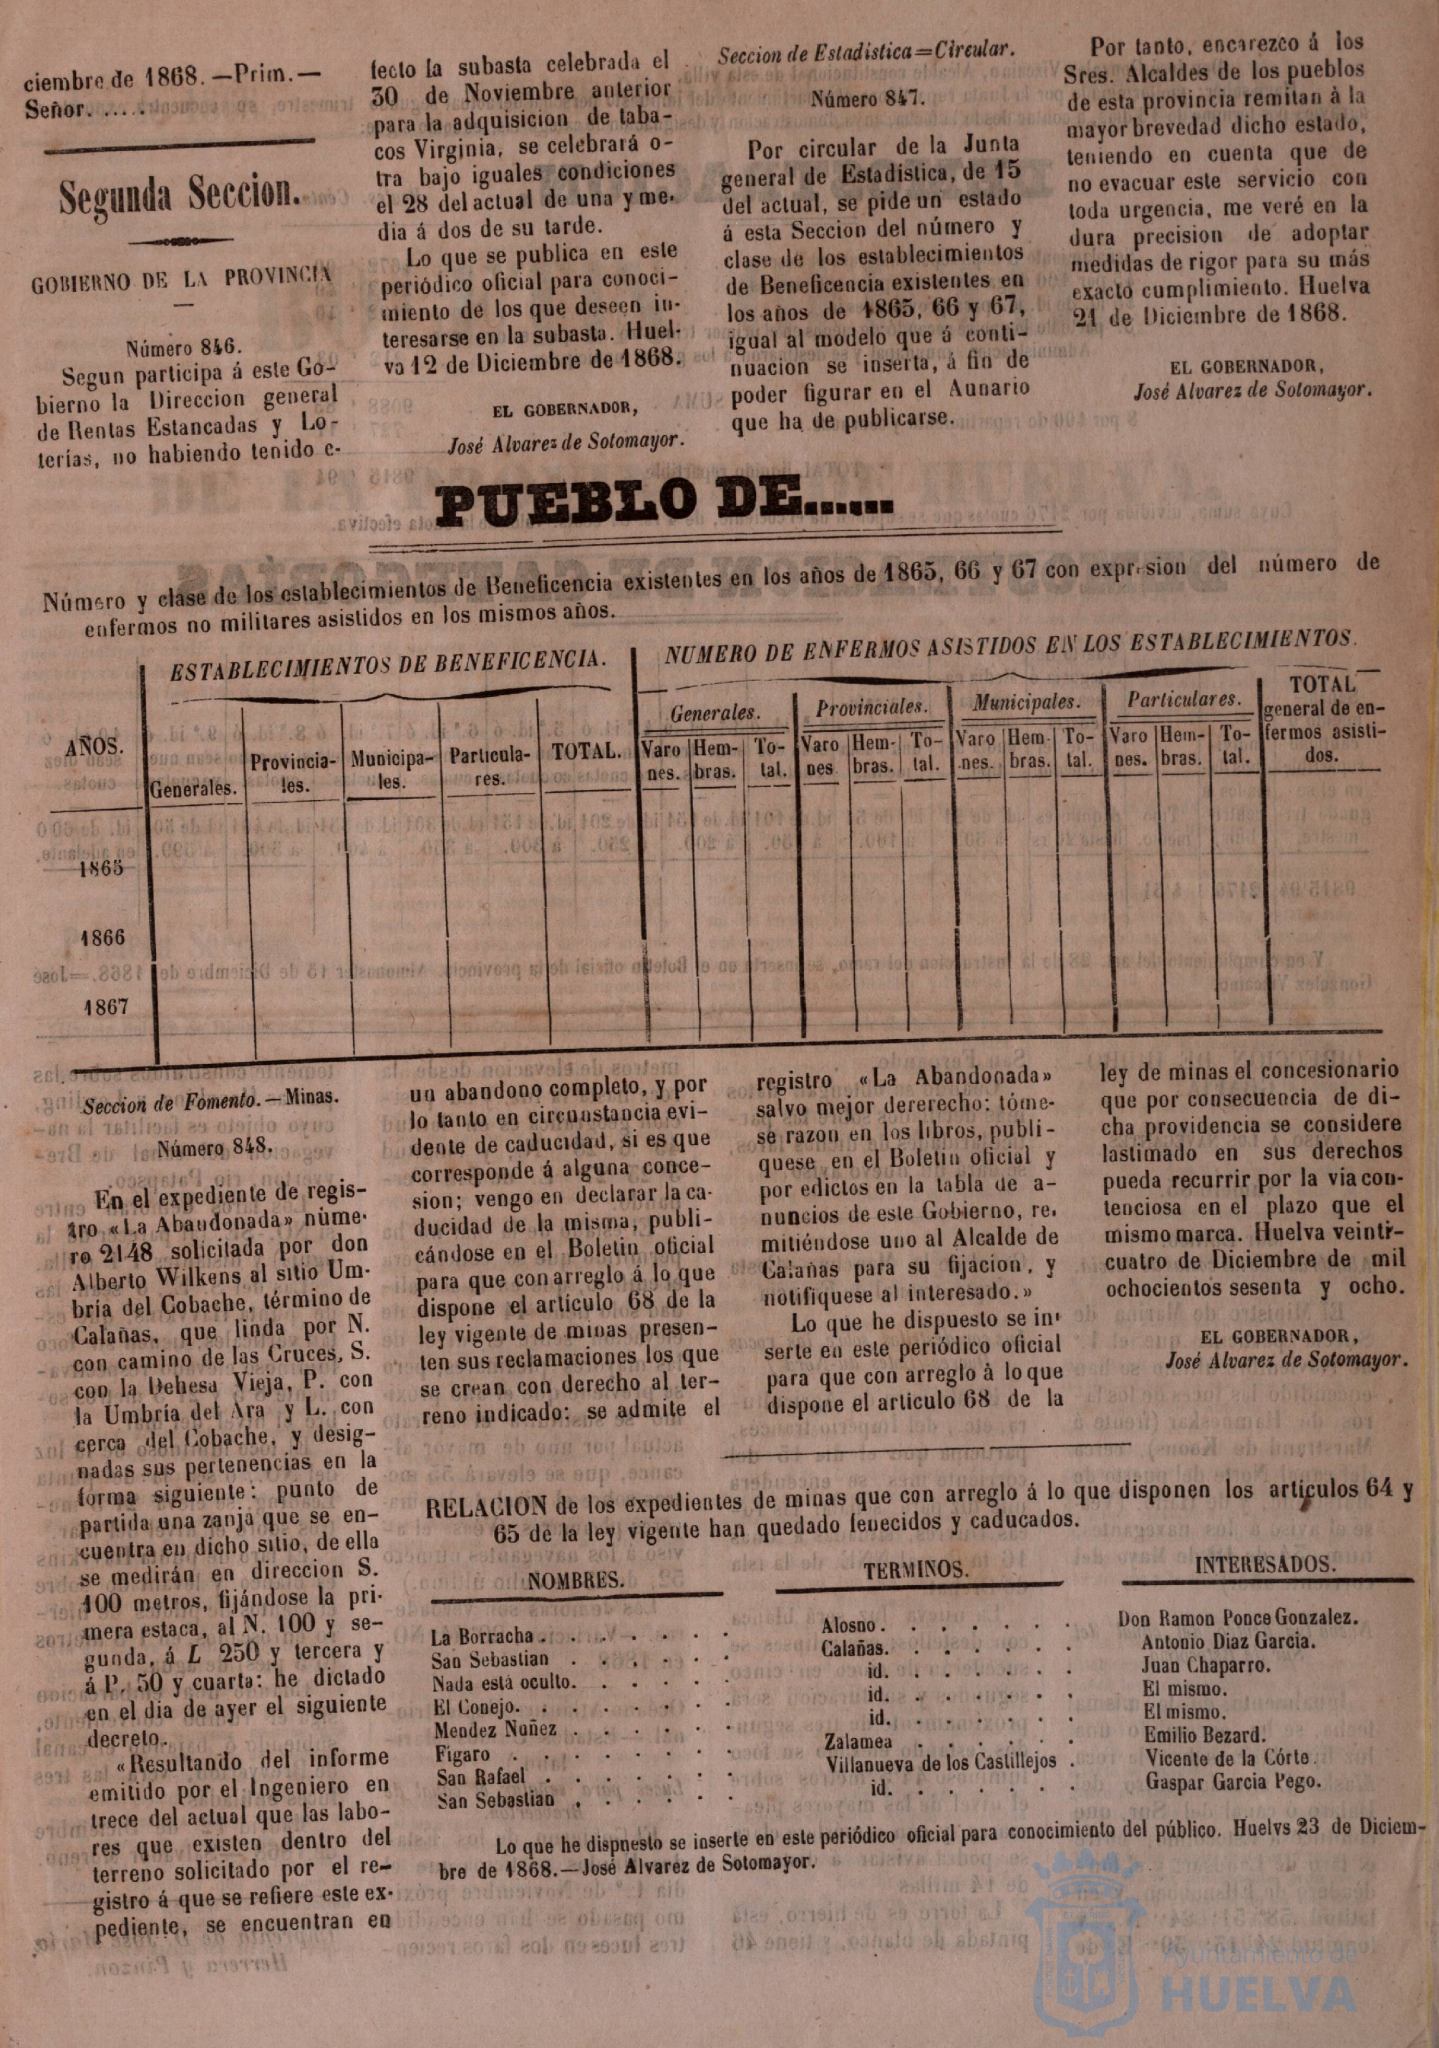 ciembre de 1868.—Prim.—
Señor. .....
Segunda Seccion.
GOBIERNO DE LA PROVINCIA
Número 846.
Segun participa á este Go-
bierno la Direccion general
de Rentas Estancadas y Lo-
terías, no habiendo tenido e-
fecto la subasta celebrada el
30 de Noviembre anterior
para la adquisicion de taba-
cos Virginia, se celebrará o-
tra bajo iguales condiciones
el 28 del actual de una y me-
dia á dos de su tarde.
Lo que se publica en este
periódico oficial para conoci-
miento de los que deseen in-
teresarse en la subasta. Huel-
va 12 de Diciembre de 1868.
EL GOBERNADOR,
José Alvarez de Sotomayor.
Seccion de Estadistica=Circular.
Número 847.
Por circular de la Junta
general de Estadistica, de 15
del actual, se pide un estado
á esta Seccion del número y
clase de los establecimientos
de Beneficencia existentes en
los años de 1865, 66 y 67,
igual al modelo que á conti-
nuacion se inserta, á fin de
poder figurar en el Aunario
que ha de publicarse.
Por tanto, encarezco á los
Sres. Alcaldes de los pueblos
de esta provincia remitan à la
mayor brevedad dicho estado,
teniendo en cuenta que de
no evacuar este servicio con
toda urgencia, me veré en la
dura precision de adoptar
medidas de rigor para su más
exacto cumplimiento. Huelva
21 de Diciembre de 1868.
EL GOBERNADOR,
José Alvarez de Sotomayor.
PUEBLO DE......
Número y clase de los establecimientos de Beneficencia existentes en los años de 1865, 66 y 67 con expresion del número de
enfermos no militares asistidos en los mismos años.
ESTABLECIMIENTOS DE BENEFICENCIA.
NUMERO DE ENFERMOS ASISTIDOS EN LOS ESTABLECIMIENTOS.
Generales. Provinciales. Municipales. Particulares. TOTAL
general de en-
fermos asisti-
dos.
AÑOS. Generales. Provincia-
les. Municipa-
les. Particula-
res. TOTAL. Varo
nes. Hem-
bras. To-
tal. Varo
nes Hem-
bras. To-
tal. Varo
nes. Hem-
bras. To-
tal. Varo
nes. Hem-
bras. To-
tal.
1865
1866
1867
Seccion de Fomento.—Minas.
Número 848.
En el expediente de regis-
tro «La Abandonada» núme-
ro 2148 solicitada por don
Alberto Wilkens al sitio Um-
bría del Cobache, término de
Calañas, que linda por N.
con camino de las Cruces, S.
con la Dehesa Vieja, P. con
la Umbría del Ara y L. con
cerca del Cobache, y desig-
nadas sus pertenencias en la
forma siguiente: punto de
partida una zanja que se en-
cuentra en dicho sitio, de ella
se medirán en direccion S.
100 metros, fijándose la pri-
mera estaca, al N. 100 y se-
gunda, á L 250 y tercera y
á P. 50 y cuarta: he dictado
en el dia de ayer el siguiente
decreto.
«Resultando del informe
emitido por el Ingeniero en
trece del actual que las labo-
res que existen dentro del
terreno solicitado por el re-
gistro á que se refiere este ex-
pediente, se encuentran en
un abandono completo, y por
lo tanto en circunstancia evi-
dente de caducidad, si es que
corresponde á alguna conce-
sion; vengo en declarar la ca-
ducidad de la misma, publi-
cándose en el Boletin oficial
para que con arreglo á lo que
dispone el artículo 68 de la
ley vigente de minas presen-
ten sus reclamaciones los que
se crean con derecho al ter-
reno indicado: se admite el
registro «La Abandonada»
salvo mejor dererecho: tóme-
se razon en los libros, publi-
quese en el Boletin oficial y
por edictos en la tabla de a-
nuncios de este Gobierno, re-
mitiéndose uno al Alcalde de
Calañas para su fijacion, y
notifiquese al interesado.»
Lo que he dispuesto se in-
serte en este periódico oficial
para que con arreglo à lo que
dispone el articulo 68 de la
ley de minas el concesionario
que por consecuencia de di-
cha providencia se considere
lastimado en sus derechos
pueda recurrir por la via con-
tenciosa en el plazo que el
mismo marca. Huelva veinti-
cuatro de Diciembre de mil
ochocientos sesenta y ocho.
EL GOBERNADOR,
José Alvarez de Sotomayor.
RELACION de los expedientes de minas que con arreglo á lo que disponen los artículos 64 y
65 de la ley vigente han quedado fenecidos y caducados.
NOMBRES. TERMINOS. INTERESADOS.
La Borracha . . . . . . . . Alosno . . . . . . . Don Ramon Ponce Gonzalez.
San Sebastian . . . . . . Calañas. . . . . . . Antonio Diaz Garcia.
Nada está oculto. . . . . . id. . . . . . . Juan Chaparro.
El Conejo. . . . . . . . id. . . . . . . El mismo.
Mendez Nuñez . . . . . . id. . . . . . . El mismo.
Fígaro . . . . . . . . Zalamea . . . . . . Emilio Bezard.
San Rafael . . . . . . . Villanueva de los Castillejos . Vicente de la Córte.
San Sebastian . . . . . . id. . . . . . . Gaspar Garcia Pego.
Lo que he dispnesto se inserte en este periódico oficial para conocimiento del público. Huelvs 23 de Diciem-
bre de 1868.—José Alvarez de Sotomayor.
Ayuntamiento de
HUELVA